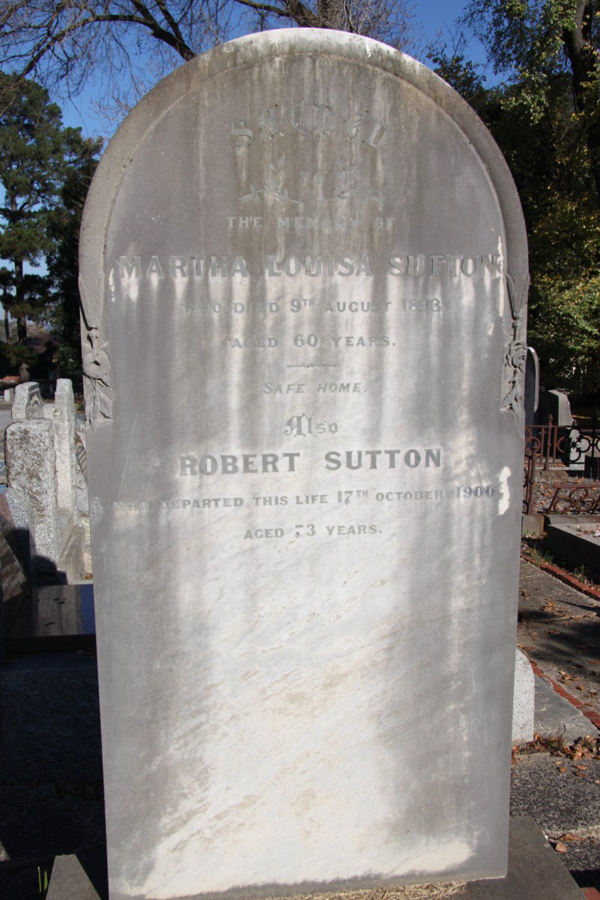 THE MEMORY OF
MARTHA LOUISA SUTTON
WHO DIED 9TH AUGUST 1893
AGED 60 YEARS.
SAFE HOME.
Also
ROBERT SUTTON
WHO DEPARTED THIS LIFE 17TH OCTOBER 1900
AGED 73 YEARS.